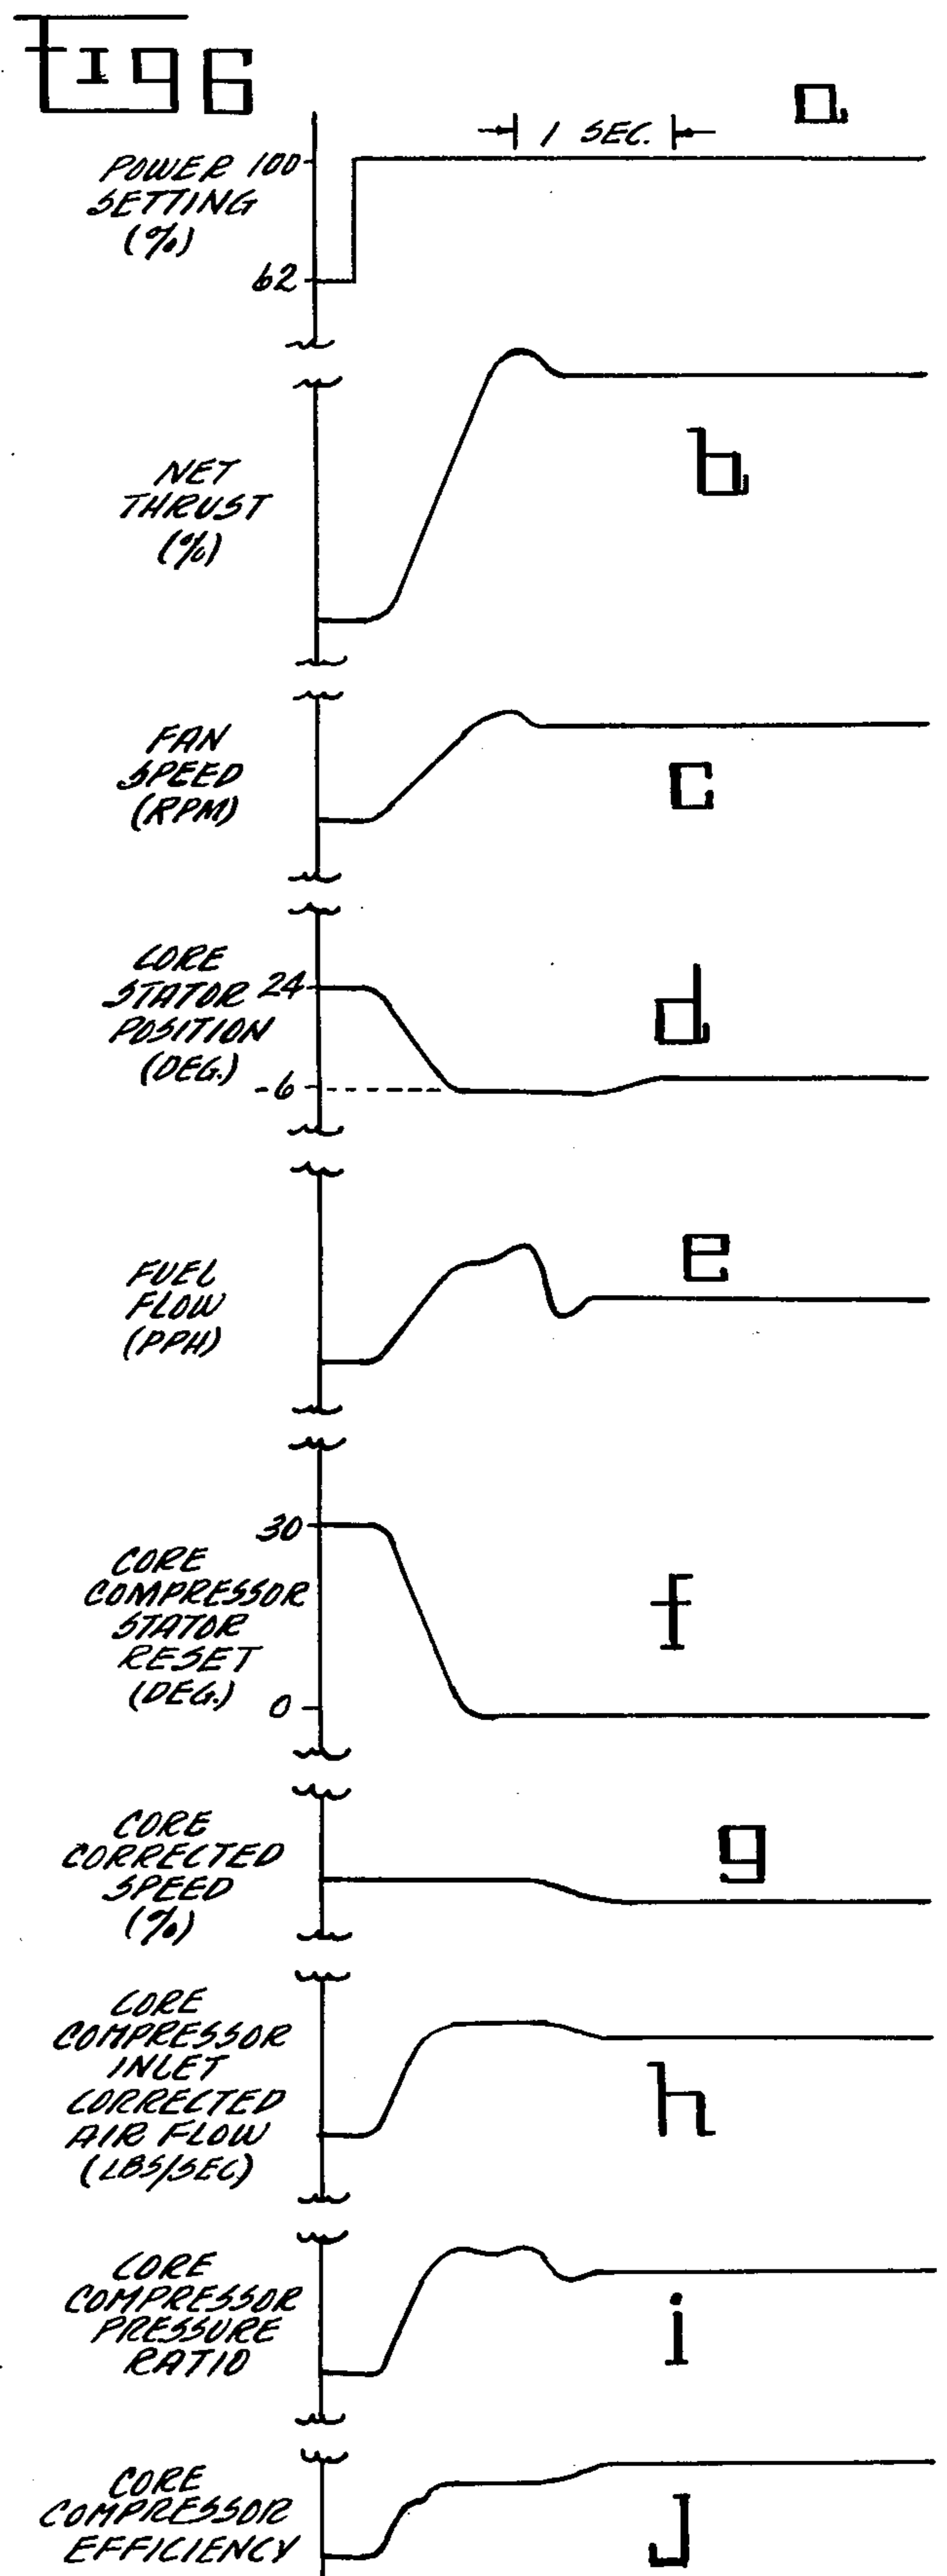 Fig 6
a
1 SEC.
POWER 100
SETTING
(%)
62
NET
THRUST
(%)
b
FAN
SPEED
(RPM)
c
CORE
STATOR 24
POSITION
(DEG.)
-6
d
FUEL
FLOW
(PPH)
e
30
CORE
COMPRESSOR
STATOR
RESET
(DEG.)
0
f
CORE
CORRECTED
SPEED
(%)
g
CORE
COMPRESSOR
INLET
CORRECTED
AIR FLOW
(LBS/SEC)
h
CORE
COMPRESSOR
PRESSURE
RATIO
i
CORE
COMPRESSOR
EFFICIENCY
J